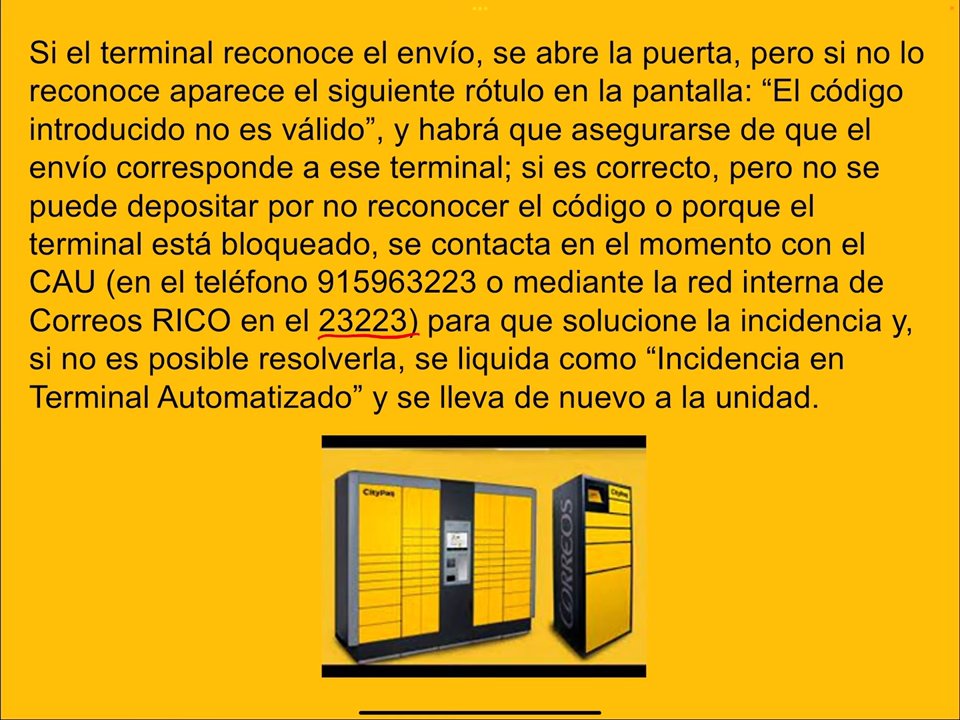 Si el terminal reconoce el envío, se abre la puerta, pero si no lo
reconoce aparece el siguiente rótulo en la pantalla: “El código
introducido no es válido”, y habrá que asegurarse de que el
envío corresponde a ese terminal; si es correcto, pero no se
puede depositar por no reconocer el código o porque el
terminal está bloqueado, se contacta en el momento con el
CAU (en el teléfono 915963223 o mediante la red interna de
Correos RICO en el 23223) para que solucione la incidencia y,
si no es posible resolverla, se liquida como “Incidencia en
Terminal Automatizado” y se lleva de nuevo a la unidad.
CityPaq
CityPaq
CORREOS